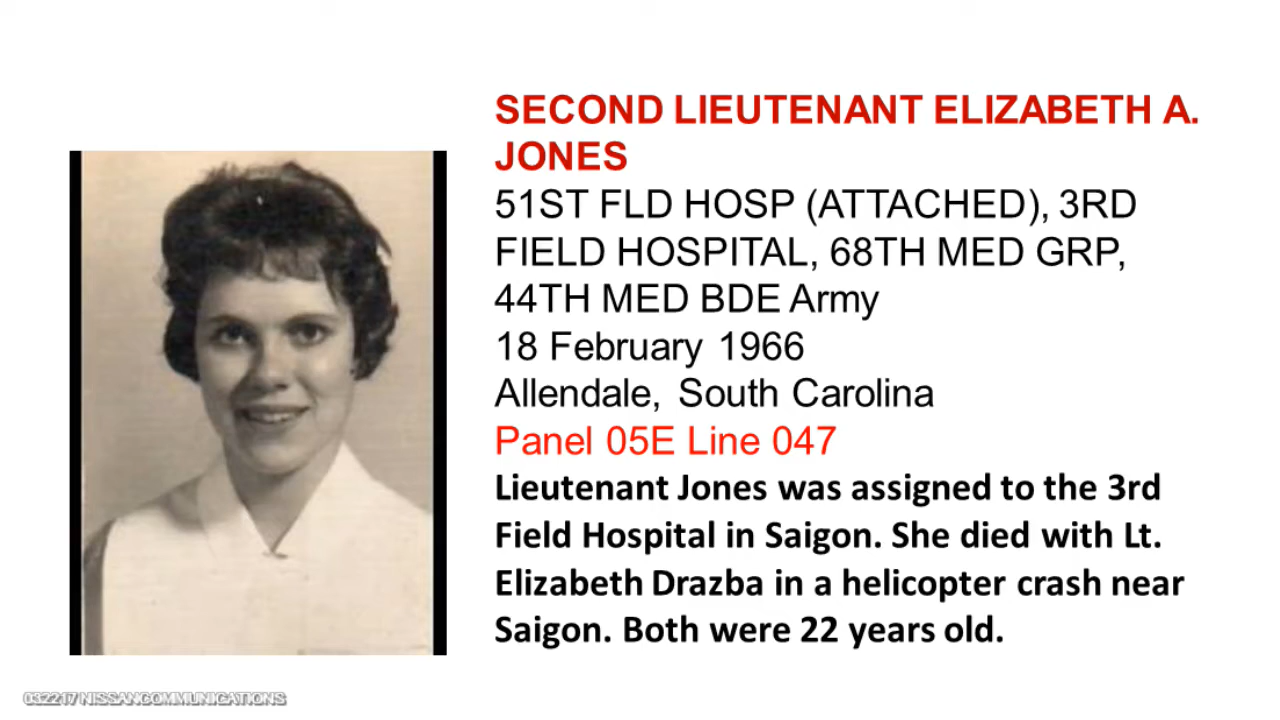 SECOND LIEUTENANT ELIZABETH A.
JONES
51ST FLD HOSP (ATTACHED), 3RD
FIELD HOSPITAL, 68TH MED GRP,
44TH MED BDE Army
18 February 1966
Allendale, South Carolina
Panel 05E Line 047
Lieutenant Jones was assigned to the 3rd
Field Hospital in Saigon. She died with Lt.
Elizabeth Drazba in a helicopter crash near
Saigon. Both were 22 years old.
032217 NISSANCOMMUNICATIONS